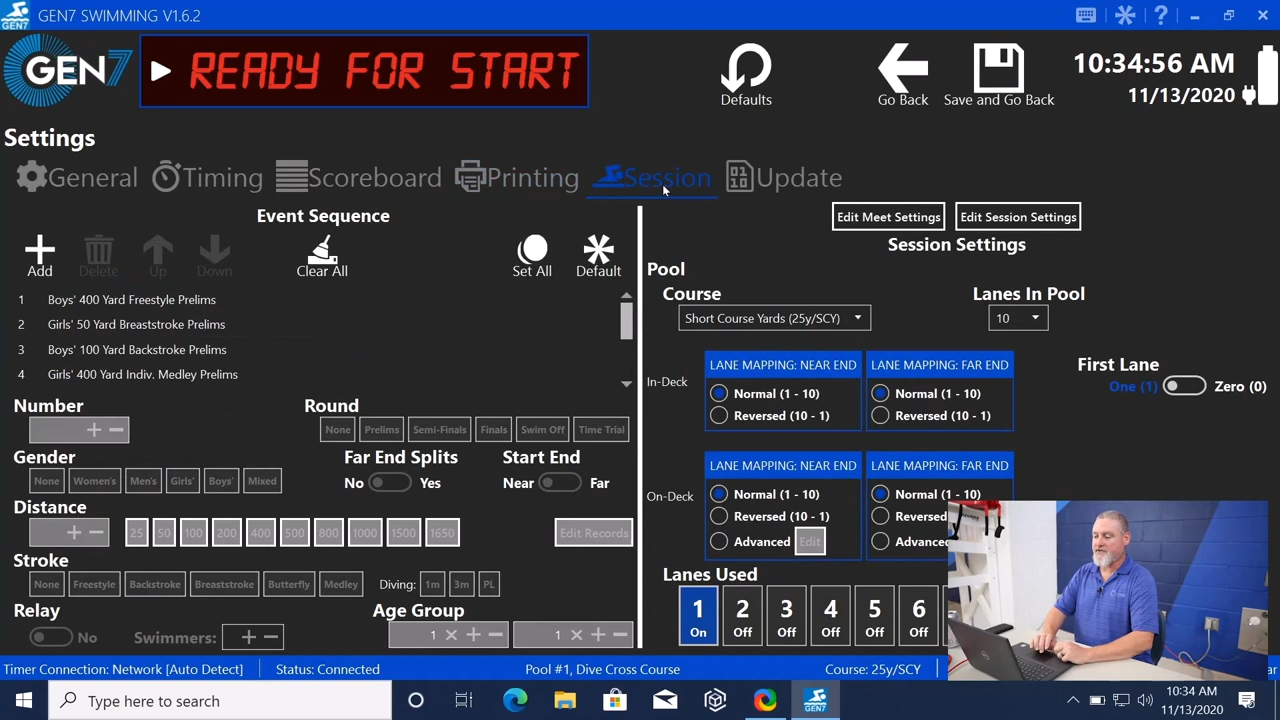 GEN7 SWIMMING V1.6.2
GEN7
READY FOR START
Defaults
Go Back
Save and Go Back
10:34:56 AM
11/13/2020
Settings
General
Timing
Scoreboard
Printing
Session
Update
Event Sequence
Add
Delete
Up
Down
Clear All
Set All
Default
1 Boys' 400 Yard Freestyle Prelims
2 Girls' 50 Yard Breaststroke Prelims
3 Boys' 100 Yard Backstroke Prelims
4 Girls' 400 Yard Indiv. Medley Prelims
Number
Round
None Prelims Semi-Finals Finals Swim Off Time Trial
Gender
None Women's Men's Girls' Boys' Mixed
Far End Splits
No Yes
Start End
Near Far
Distance
25 50 100 200 400 500 800 1000 1500 1650
Edit Records
Stroke
None Freestyle Backstroke Breaststroke Butterfly Medley
Diving: 1m 3m PL
Relay
No
Swimmers:
Age Group
1
1
Edit Meet Settings
Edit Session Settings
Session Settings
Pool
Course
Short Course Yards (25y/SCY)
Lanes In Pool
10
In-Deck
LANE MAPPING: NEAR END
Normal (1 - 10)
Reversed (10 - 1)
LANE MAPPING: FAR END
Normal (1 - 10)
Reversed (10 - 1)
First Lane
One (1) Zero (0)
On-Deck
LANE MAPPING: NEAR END
Normal (1 - 10)
Reversed (10 - 1)
Advanced Edit
LANE MAPPING: FAR END
Normal (1 - 10)
Lanes Used
1 On
2 Off
3 Off
4 Off
5 Off
6 Off
Timer Connection: Network [Auto Detect]
Status: Connected
Pool #1, Dive Cross Course
Course: 25y/SCY
Type here to search
GEN7
10:34 AM
11/13/2020